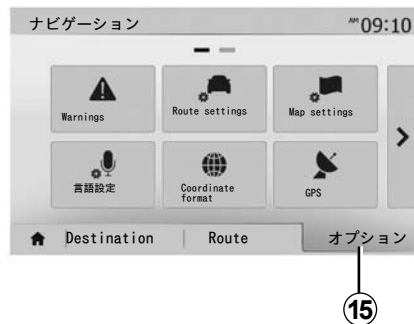 ナビゲーション
AM 09:10
Warnings
Route settings
Map settings
言語設定
Coordinate
format
GPS
Destination
Route
オプション
15